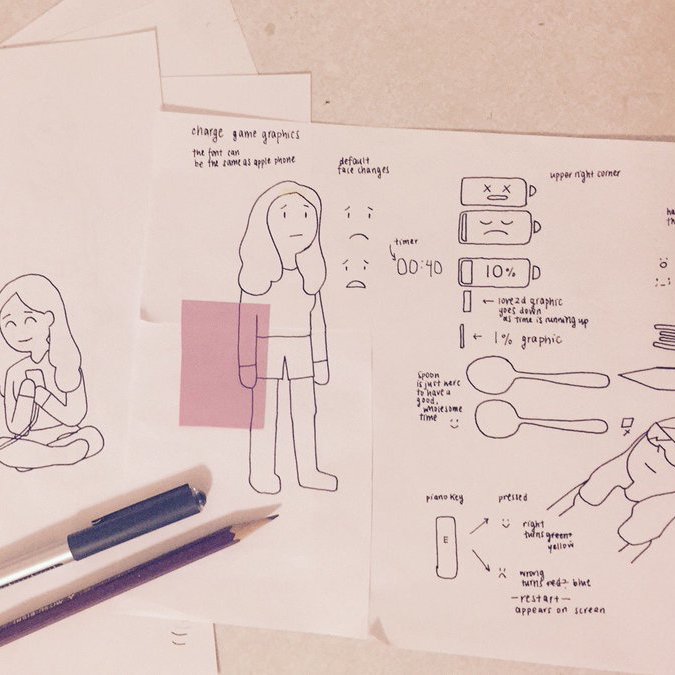 charge game graphics
the font can
be the same as apple phone
default
face changes
timer
00:40
upper right corner
10%
← love2d graphic
goes down
as time is running up
← 1% graphic
spoon
is just here
to have a
good,
wholesome
time
:)
piano key
pressed
E
right
turns green+
yellow
wrong
turns red+ blue
—restart—
appears on screen